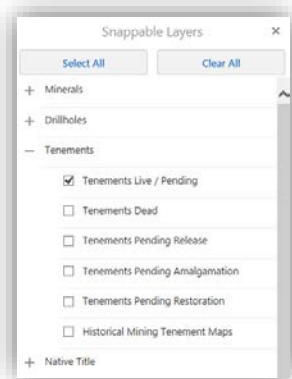 Snappable Layers ×
Select All Clear All
+ Minerals
+ Drillholes
– Tenements
Tenements Live / Pending
Tenements Dead
Tenements Pending Release
Tenements Pending Amalgamation
Tenements Pending Restoration
Historical Mining Tenement Maps
+ Native Title